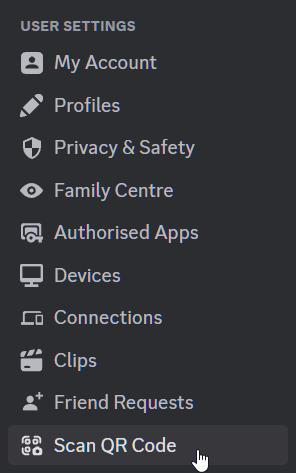 USER SETTINGS
My Account
Profiles
Privacy & Safety
Family Centre
Authorised Apps
Devices
Connections
Clips
Friend Requests
Scan QR Code